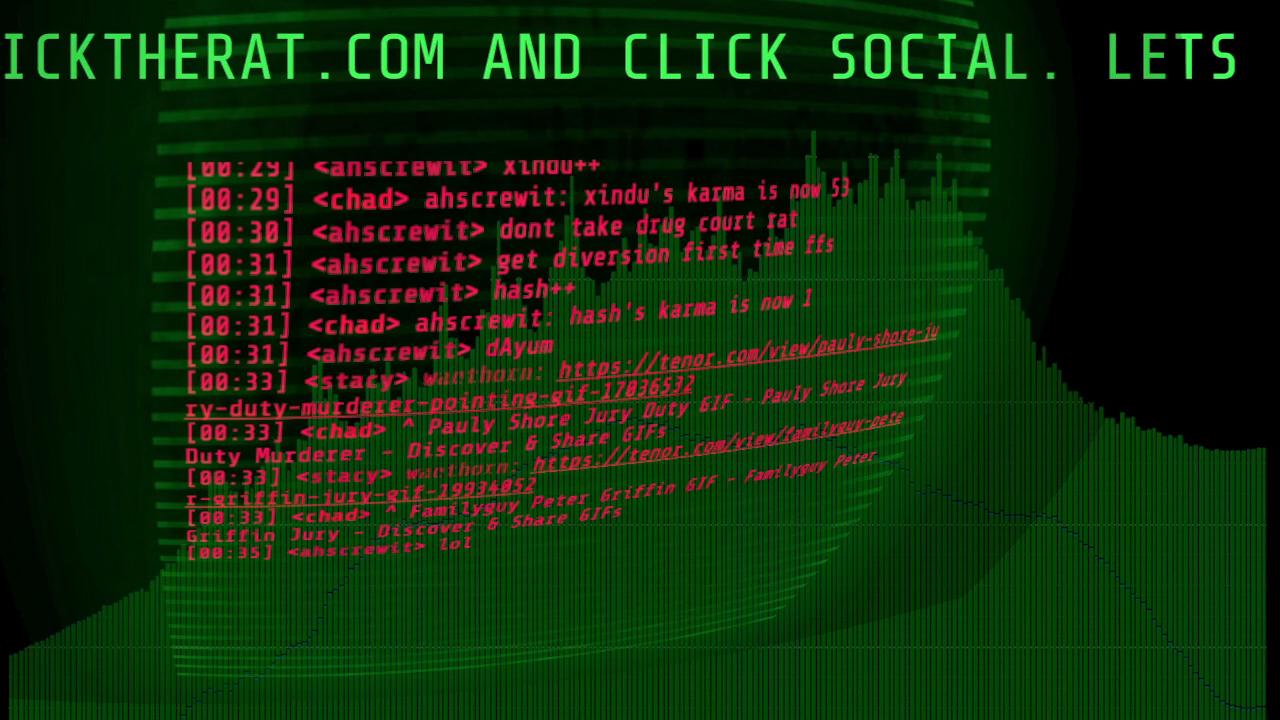 ICKTHERAT.COM AND CLICK SOCIAL. LETS
[00:29] <ahscrewit> xindu++
[00:29] <chad> ahscrewit: xindu's karma is now 53
[00:30] <ahscrewit> dont take drug court rat
[00:31] <ahscrewit> get diversion first time ffs
[00:31] <ahscrewit> hash++
[00:31] <chad> ahscrewit: hash's karma is now 1
[00:31] <ahscrewit> dAyum
[00:33] <stacy> waethorn: https://tenor.com/view/pauly-shore-ju
ry-duty-murderer-pointing-gif-17036532
[00:33] <chad> ^ Pauly Shore Jury Duty GIF - Pauly Shore Jury
Duty Murderer - Discover & Share GIFs
[00:33] <stacy> waethorn: https://tenor.com/view/familyguy-pete
r-griffin-jury-gif-19934052
[00:33] <chad> ^ Familyguy Peter Griffin GIF - Familyguy Peter
Griffin Jury - Discover & Share GIFs
[00:35] <ahscrewit> lol